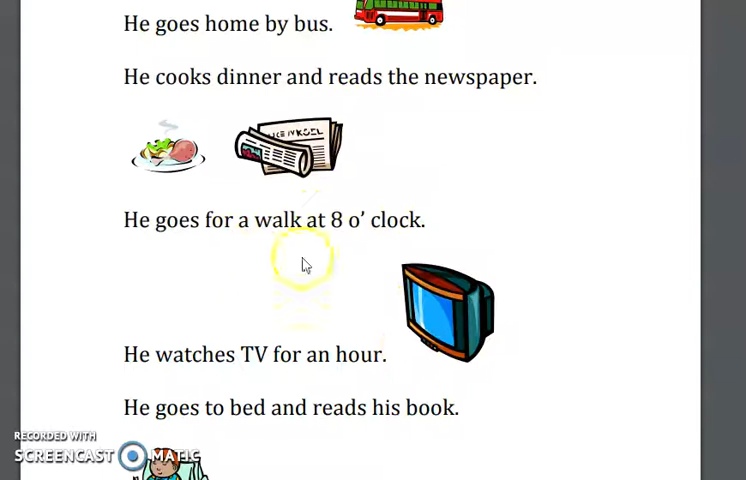 He goes home by bus.
He cooks dinner and reads the newspaper.
He goes for a walk at 8 o’ clock.
He watches TV for an hour.
He goes to bed and reads his book.
RECORDED WITH
SCREENCAST MATIC